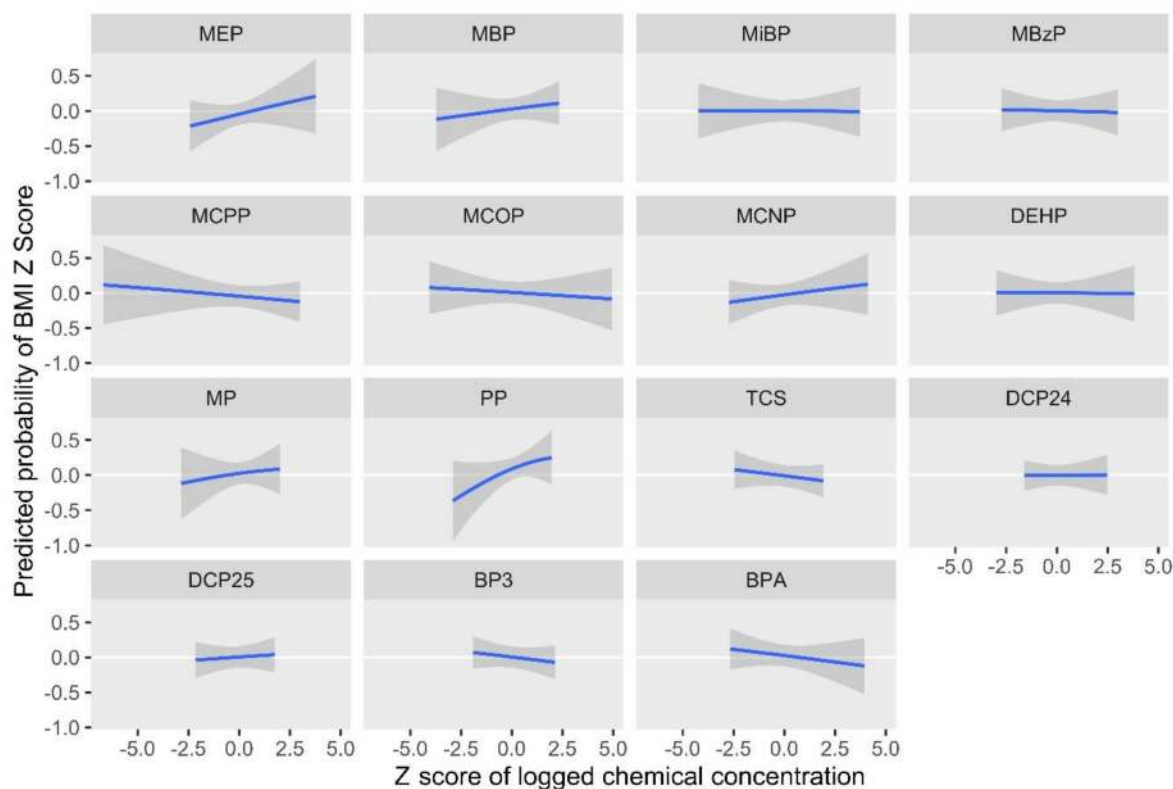 MEP MBP MiBP MBzP
0.5
0.0
-0.5
-1.0
MCPP MCOP MCNP DEHP
0.5
0.0
-0.5
-1.0
MP PP TCS DCP24
0.5
0.0
-0.5
-1.0
-5.0 -2.5 0.0 2.5 5.0
DCP25 BP3 BPA
0.5
0.0
-0.5
-1.0
-5.0 -2.5 0.0 2.5 5.0 -5.0 -2.5 0.0 2.5 5.0 -5.0 -2.5 0.0 2.5 5.0
Z score of logged chemical concentration
Predicted probability of BMI Z Score